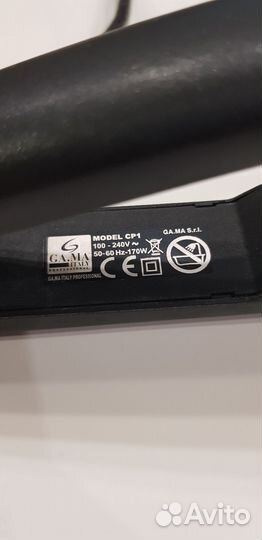 GA.MA
ITALY
PROFESSIONAL
GA.MA ITALY PROFESSIONAL
MODEL CP1
100 - 240V ~
50-60 Hz-170W
CE
GA.MA S.r.l.
Avito